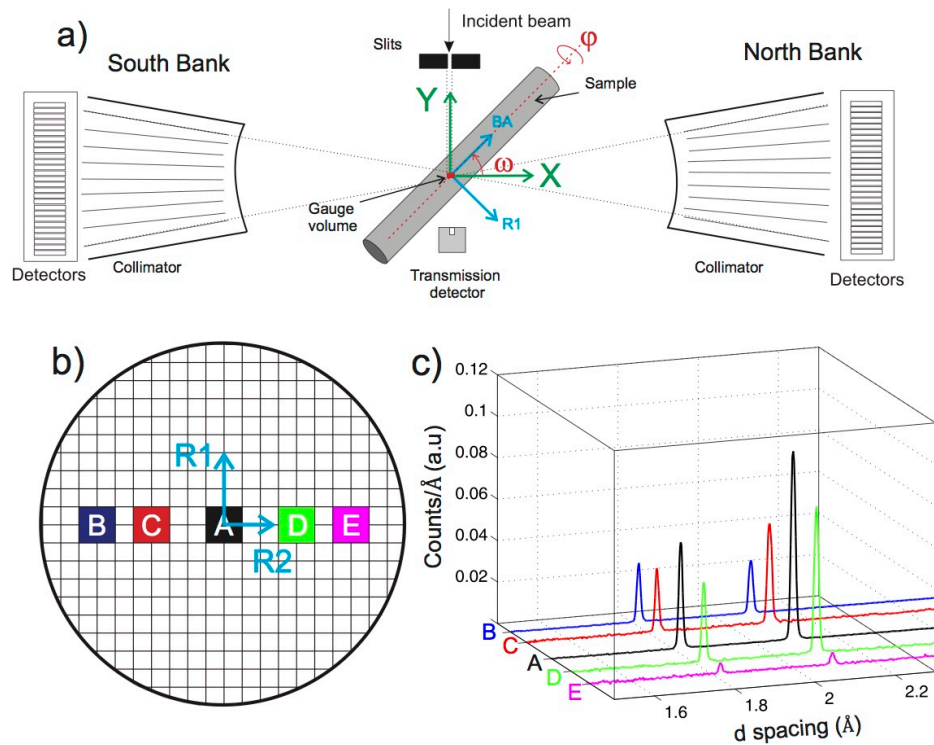 a)
Incident beam
Slits
φ
South Bank
North Bank
Sample
Y
BA
ω
X
Gauge
volume
R1
Collimator
Collimator
Detectors
Transmission
detector
Detectors
b)
R1
B
C
A
D
E
R2
c)
Counts/Å (a.u)
0.12
0.1
0.08
0.06
0.04
0.02
B
C
A
D
E
1.6
1.8
2
2.2
d spacing (Å)